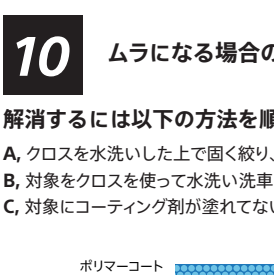 10
ムラになる場合の
解消するには以下の方法を順
A, クロスを水洗いした上で固く絞り、
B, 対象をクロスを使って水洗い洗車
C, 対象にコーティング剤が塗れてな
ポリマーコート